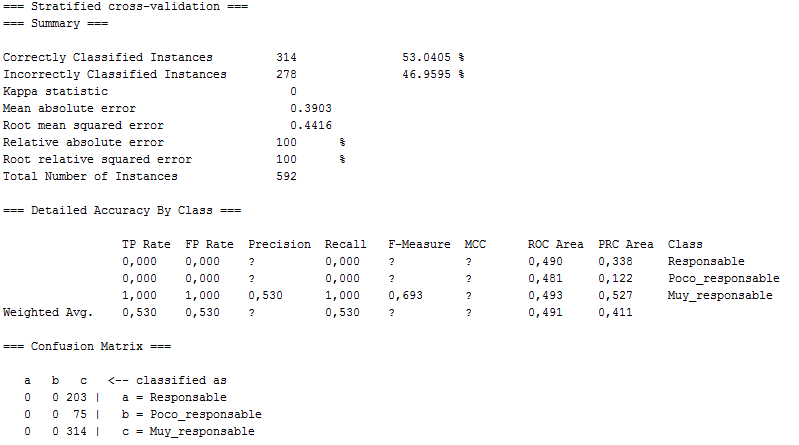 === Stratified cross-validation ===
=== Summary ===
Correctly Classified Instances         314               53.0405 %
Incorrectly Classified Instances       278               46.9595 %
Kappa statistic                          0
Mean absolute error                      0.3903
Root mean squared error                  0.4416
Relative absolute error                100      %
Root relative squared error            100      %
Total Number of Instances              592
=== Detailed Accuracy By Class ===
                 TP Rate  FP Rate  Precision  Recall   F-Measure  MCC      ROC Area  PRC Area  Class
                 0,000    0,000    ?          0,000    ?          ?        0,490     0,338     Responsable
                 0,000    0,000    ?          0,000    ?          ?        0,481     0,122     Poco_responsable
                 1,000    1,000    0,530      1,000    0,693      ?        0,493     0,527     Muy_responsable
Weighted Avg.    0,530    0,530    ?          0,530    ?          ?        0,491     0,411
=== Confusion Matrix ===
   a   b   c   <-- classified as
   0   0 203 |   a = Responsable
   0   0  75 |   b = Poco_responsable
   0   0 314 |   c = Muy_responsable